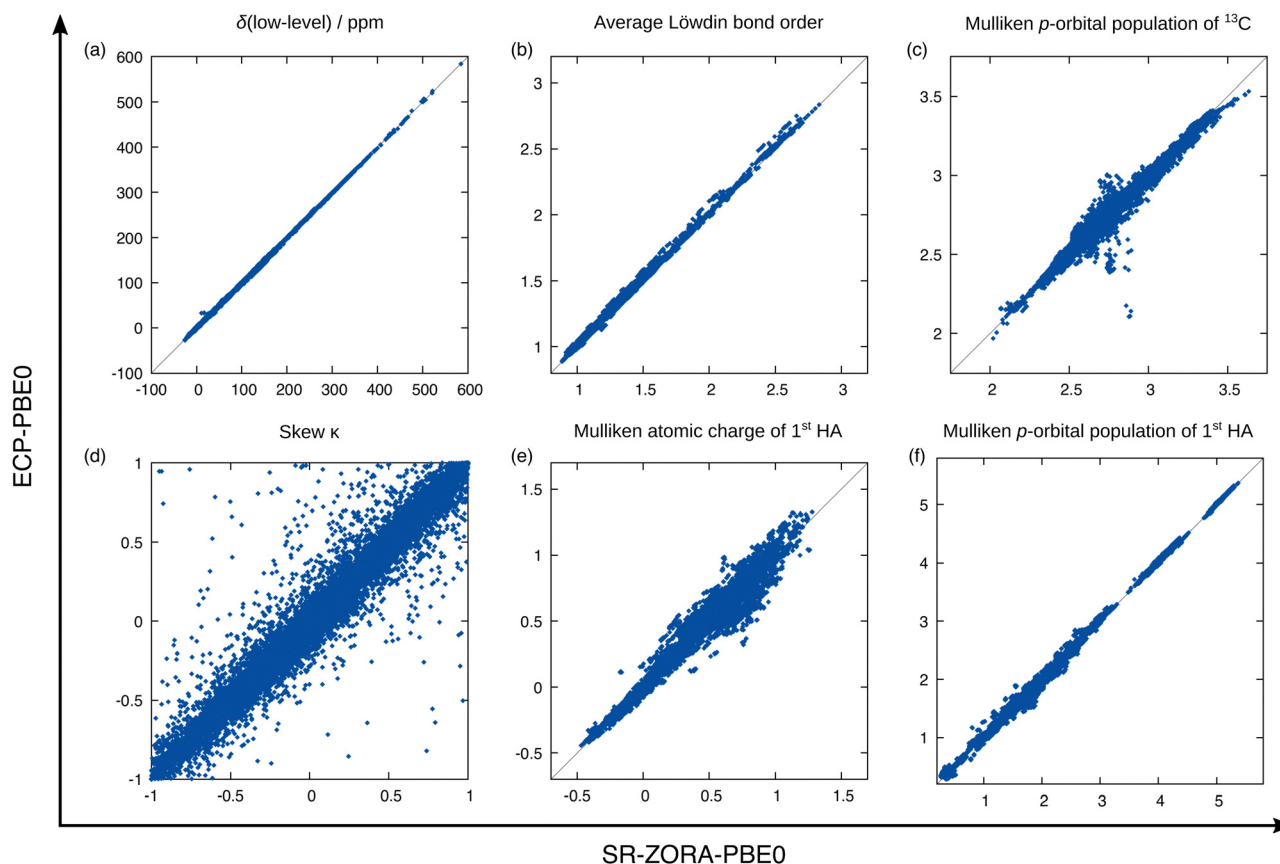 δ(low-level) / ppm
Average Löwdin bond order
Mulliken p-orbital population of ¹³C
(a)
(b)
(c)
600
500
400
300
200
100
0
-100
-100 0 100 200 300 400 500 600
3
2.5
2
1.5
1
1 1.5 2 2.5 3
3.5
3
2.5
2
2 2.5 3 3.5
ECP-PBE0
Skew κ
Mulliken atomic charge of 1st HA
Mulliken p-orbital population of 1st HA
(d)
(e)
(f)
1
0.5
0
-0.5
-1
-1 -0.5 0 0.5 1
1.5
1
0.5
0
-0.5
-0.5 0 0.5 1 1.5
5
4
3
2
1
1 2 3 4 5
SR-ZORA-PBE0